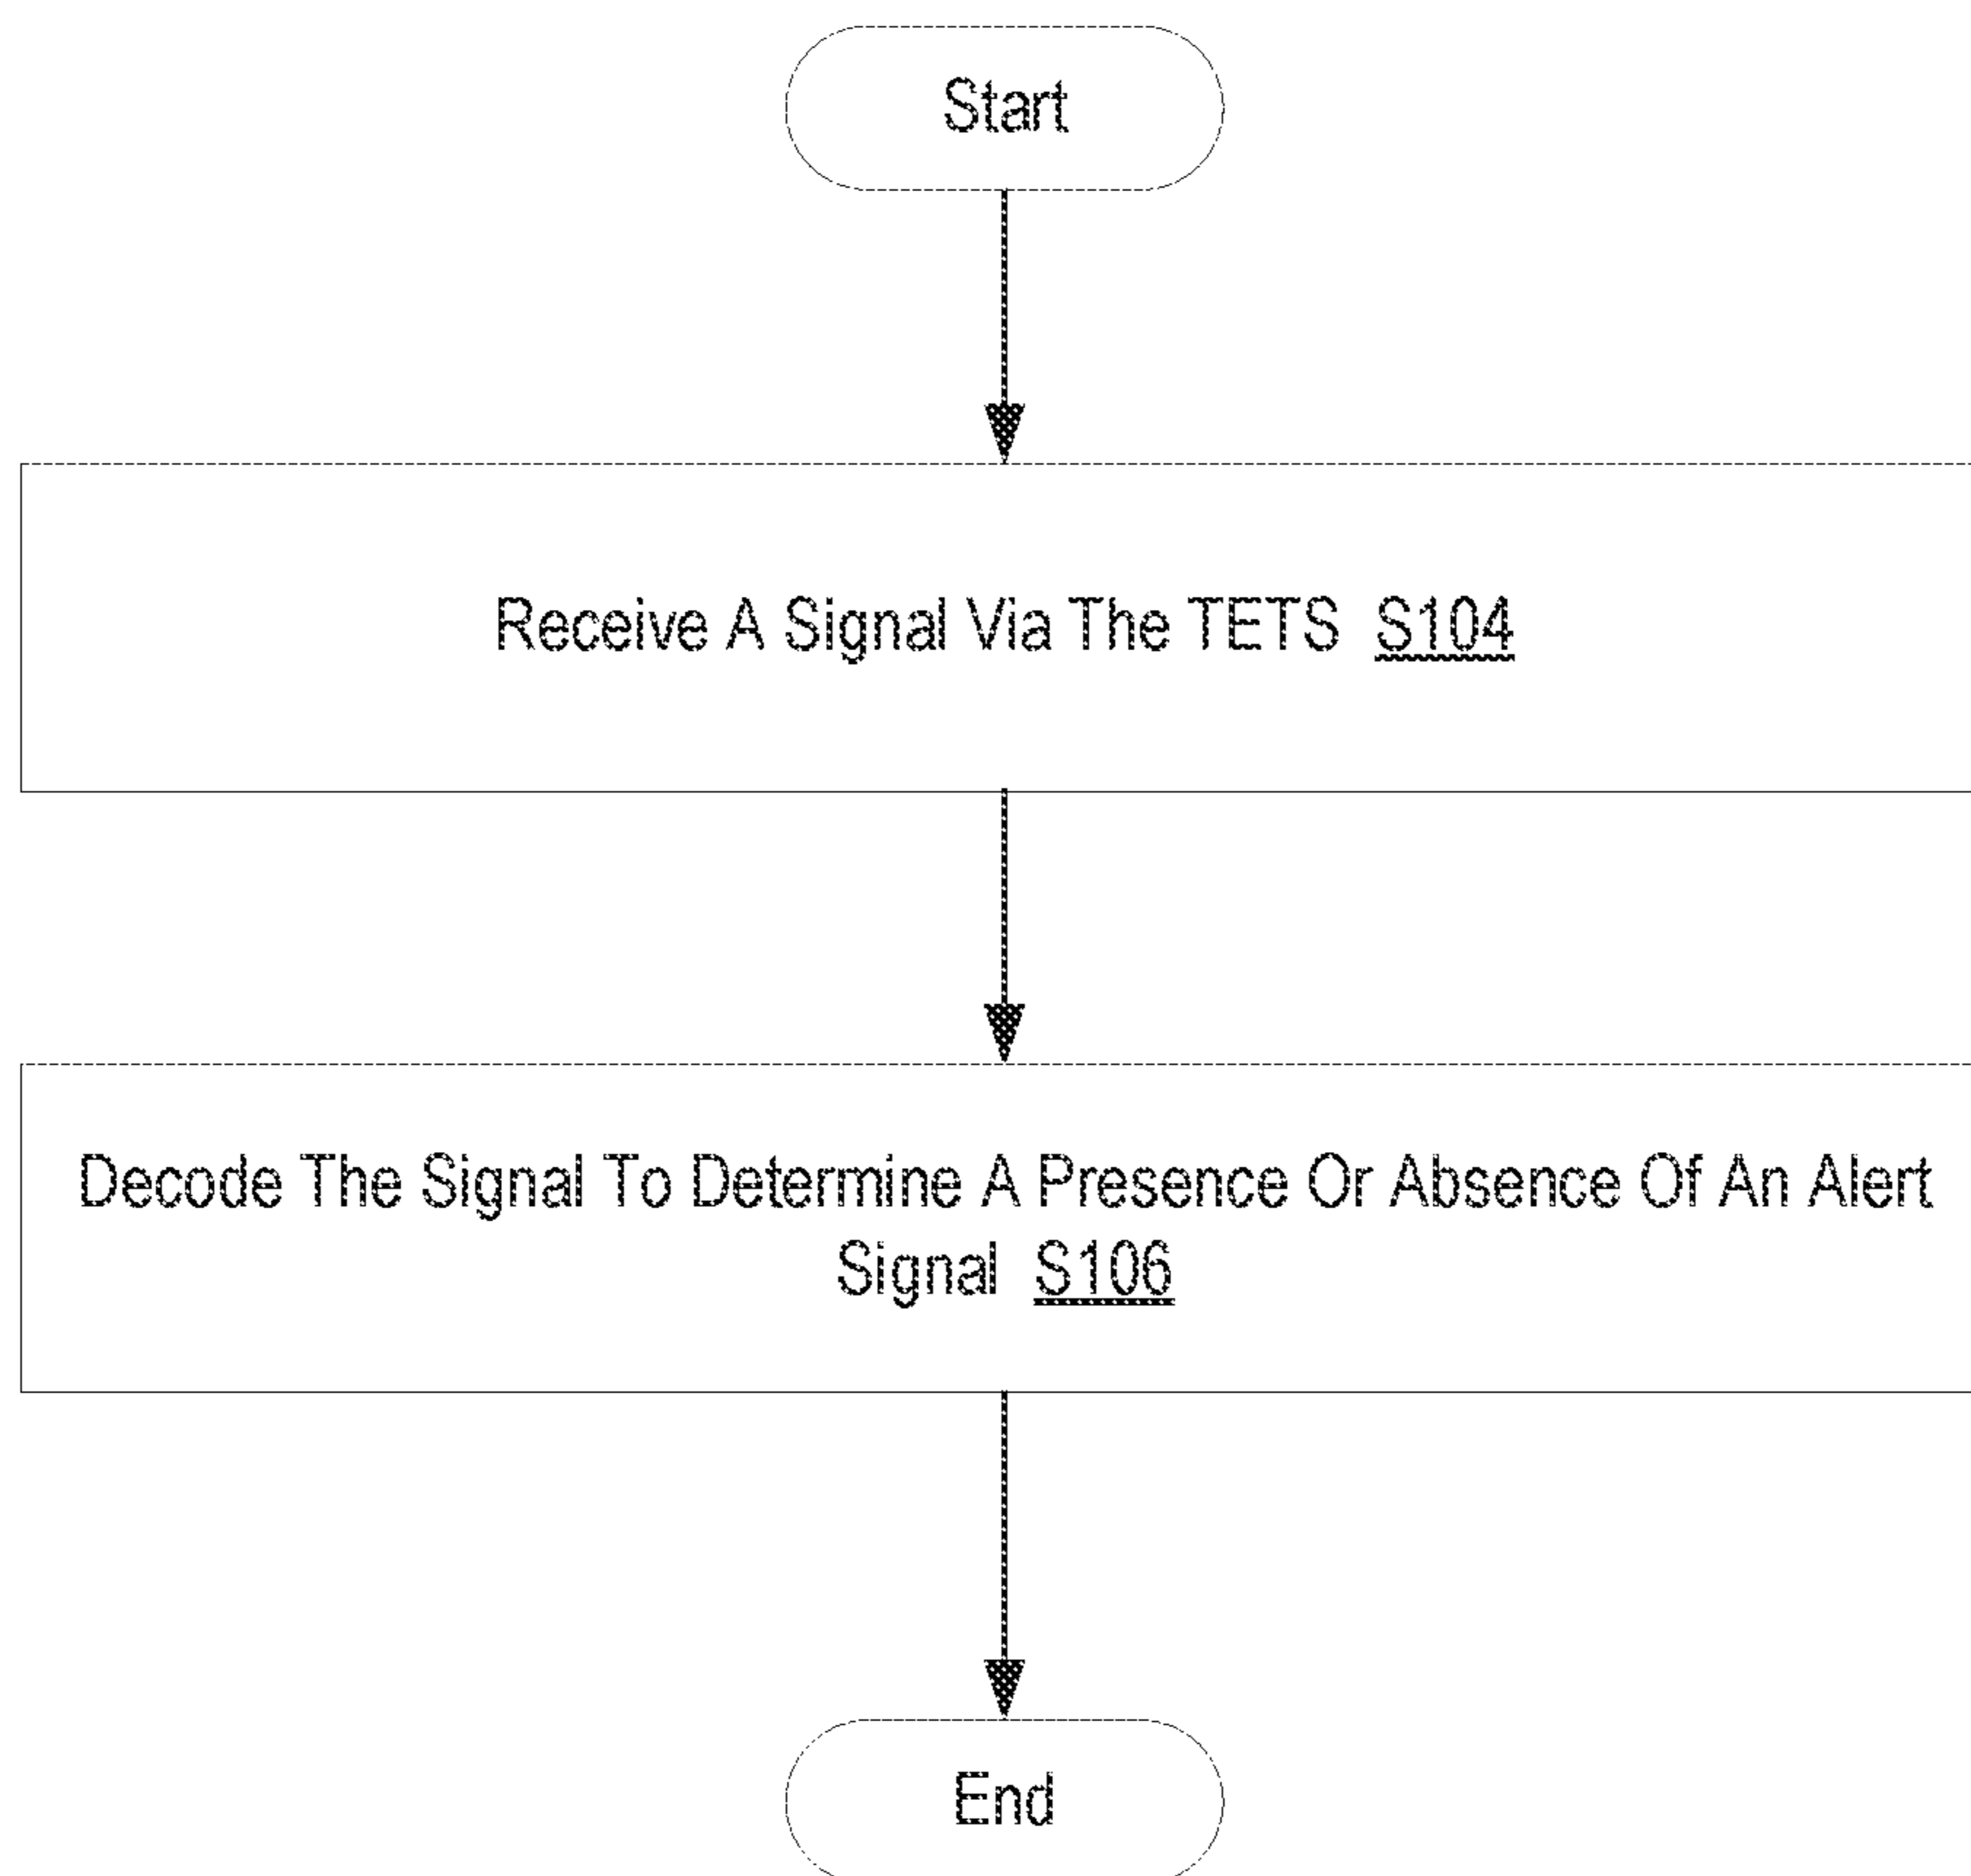 Start
Receive A Signal Via The TETS S104
Decode The Signal To Determine A Presence Or Absence Of An Alert
Signal S106
End